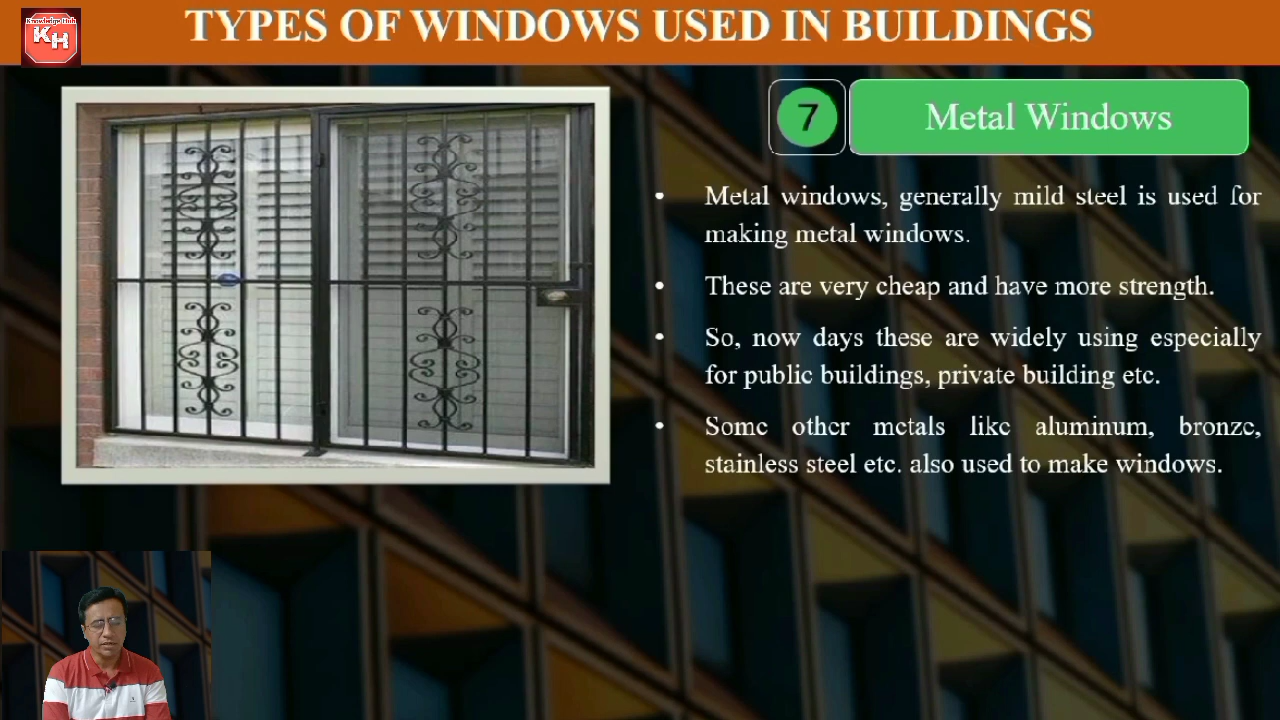 Knowledge Hub
KH
TYPES OF WINDOWS USED IN BUILDINGS
7
Metal Windows
• Metal windows, generally mild steel is used for
making metal windows.
• These are very cheap and have more strength.
• So, now days these are widely using especially
for public buildings, private building etc.
• Some other metals like aluminum, bronze,
stainless steel etc. also used to make windows.